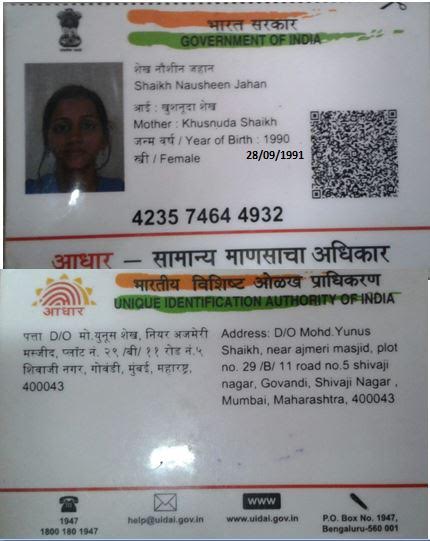 भारत सरकार
GOVERNMENT OF INDIA
शेख नौशीन जहान
Shaikh Nausheen Jahan
आई : खुशनूदा शेख
Mother : Khusnuda Shaikh
जन्म वर्ष / Year of Birth : 1990
स्त्री / Female
28/09/1991
4235 7464 4932
आधार – सामान्य माणसाचा अधिकार
भारतीय विशिष्ट ओळख प्राधिकरण
UNIQUE IDENTIFICATION AUTHORITY OF INDIA
आधार
पत्ता D/O मो.युनूस शेख, नियर अजमेरी
मस्जीद, प्लॉट नं. २९ /बी/ ११ रोड नं.५
शिवाजी नगर, गोवंडी, मुंबई, महाराष्ट्र,
400043
Address: D/O Mohd.Yunus
Shaikh, near ajmeri masjid, plot
no. 29 /B/ 11 road no.5 shivaji
nagar, Govandi, Shivaji Nagar ,
Mumbai, Maharashtra, 400043
1947
1800 180 1947
help@uidai.gov.in
www
www.uidai.gov.in
P.O. Box No. 1947,
Bengaluru-560 001